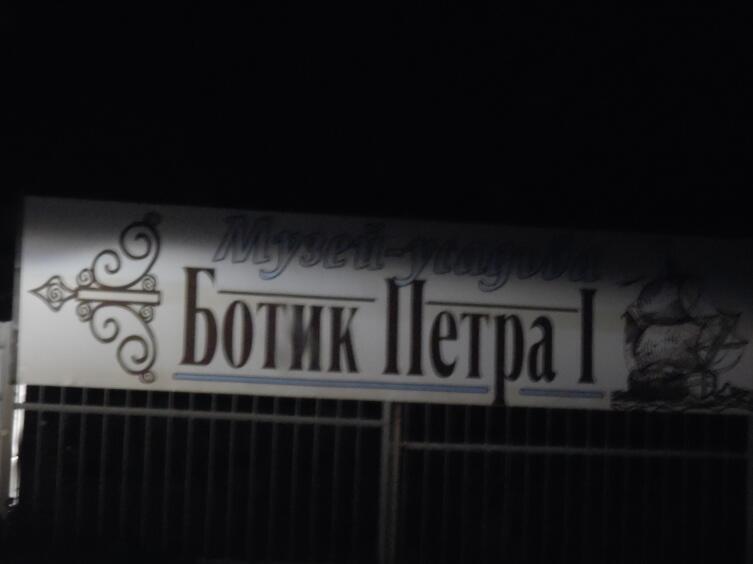 Музей-усадьба
Ботик Петра I